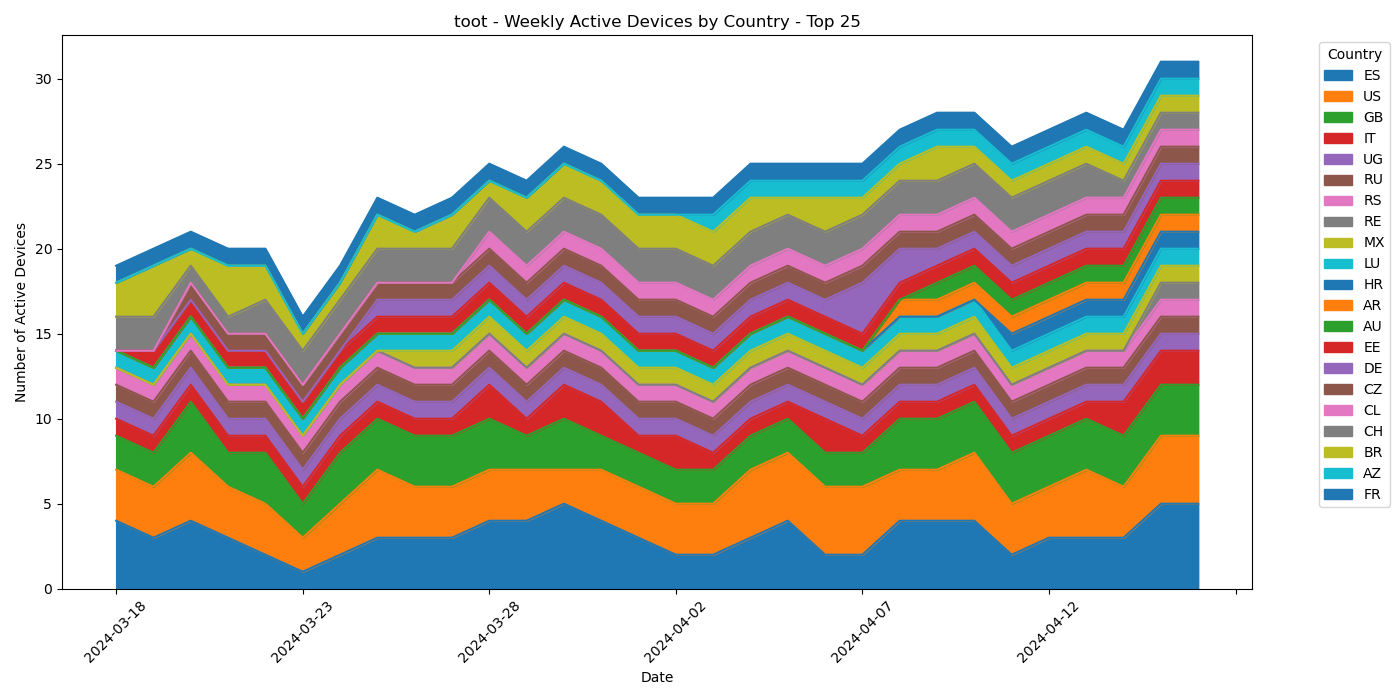 toot - Weekly Active Devices by Country - Top 25
Number of Active Devices
30
25
20
15
10
5
0
2024-03-18
2024-03-23
2024-03-28
2024-04-02
2024-04-07
2024-04-12
Date
Country
ES
US
GB
IT
UG
RU
RS
RE
MX
LU
HR
AR
AU
EE
DE
CZ
CL
CH
BR
AZ
FR